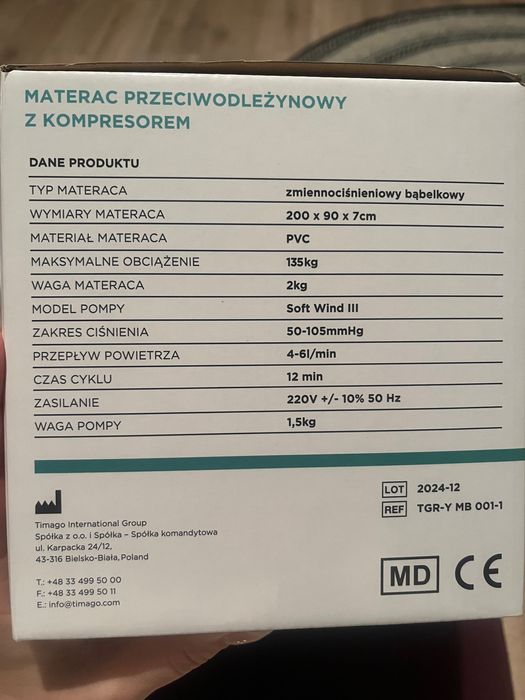 MATERAC PRZECIWODLEŻYNOWY
Z KOMPRESOREM
DANE PRODUKTU
TYP MATERACA zmiennociśnieniowy bąbelkowy
WYMIARY MATERACA 200 x 90 x 7cm
MATERIAŁ MATERACA PVC
MAKSYMALNE OBCIĄŻENIE 135kg
WAGA MATERACA 2kg
MODEL POMPY Soft Wind III
ZAKRES CIŚNIENIA 50-105mmHg
PRZEPŁYW POWIETRZA 4-6l/min
CZAS CYKLU 12 min
ZASILANIE 220V +/- 10% 50 Hz
WAGA POMPY 1,5kg
LOT 2024-12
REF TGR-Y MB 001-1
Timago International Group
Spółka z o.o. i Spółka – Spółka komandytowa
ul. Karpacka 24/12,
43-316 Bielsko-Biała, Poland
T.: +48 33 499 50 00
F.: +48 33 499 50 11
E.: info@timago.com
MD CE